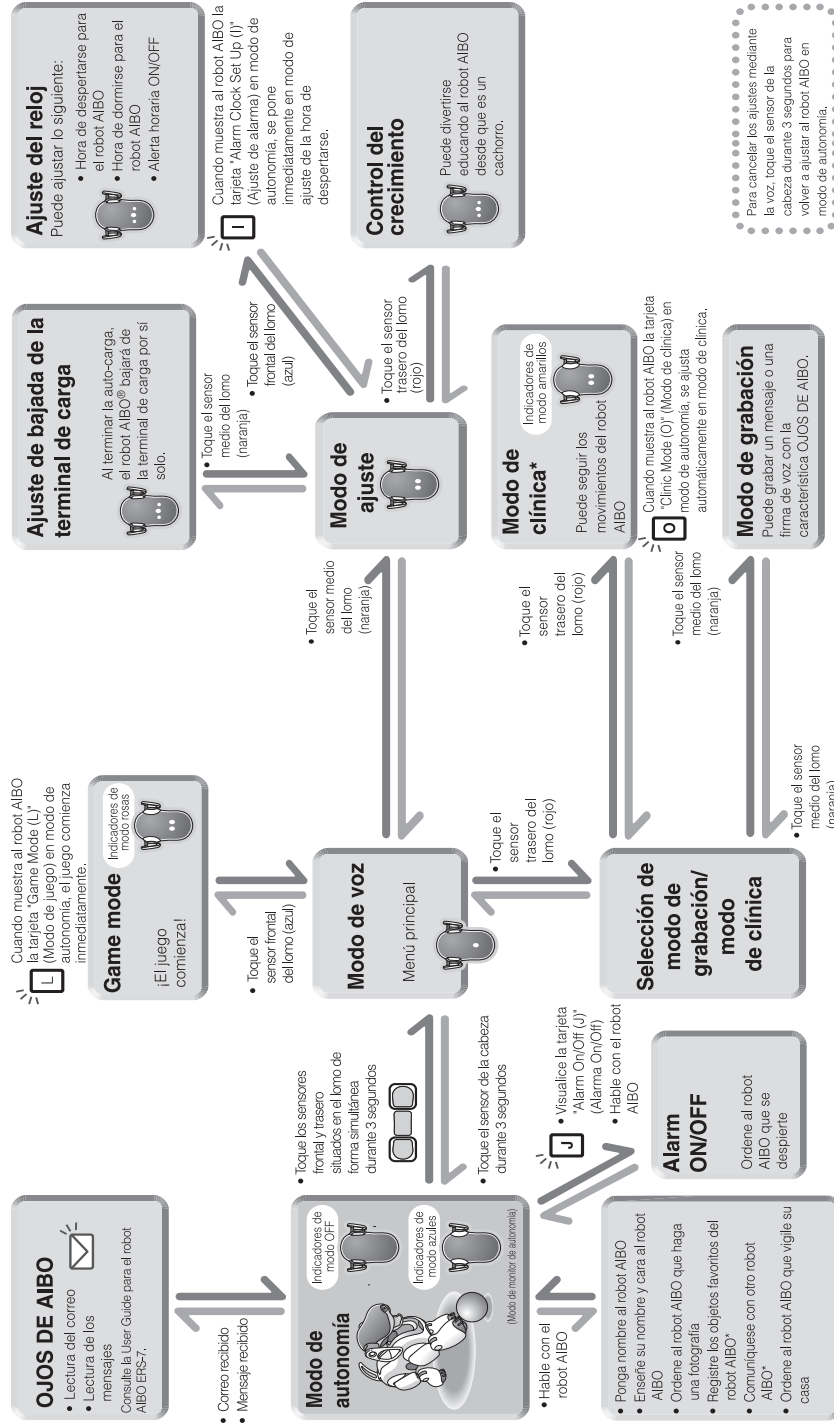 OJOS DE AIBO
• Lectura del correo
• Lectura de los
mensajes
Consulte la User Guide para el robot
AIBO ERS-7.
• Correo recibido
• Mensaje recibido
Modo de
autonomía
Indicadores de
modo OFF
Indicadores de
modo azules
(Modo de monitor de autonomía)
• Hable con el
robot AIBO
• Ponga nombre al robot AIBO
• Enseñe su nombre y cara al robot
AIBO
• Ordene al robot AIBO que haga
una fotografía
• Registre los objetos favoritos del
robot AIBO*
• Comuníquese con otro robot
AIBO*
• Ordene al robot AIBO que vigile su
casa
• Toque los sensores
frontal y trasero
situados en el lomo de
forma simultánea
durante 3 segundos
• Toque el sensor de la cabeza
durante 3 segundos
J
• Visualice la tarjeta
"Alarm On/Off (J)"
(Alarma On/Off)
• Hable con el robot
AIBO
Alarm
ON/OFF
Ordene al robot
AIBO que se
despierte
Cuando muestra al robot AIBO
la tarjeta "Game Mode (L)"
(Modo de juego) en modo de
autonomía, el juego comienza
inmediatamente.
L
Game mode
Indicadores de
modo rosas
¡El juego
comienza!
• Toque el
sensor frontal
del lomo (azul)
Modo de voz
Menú principal
• Toque el
sensor
trasero del
lomo (rojo)
Selección de
modo de
grabación/
modo
de clínica
• Toque el sensor medio
del lomo
(naranja)
• Toque el
sensor
trasero del
lomo (rojo)
• Toque el sensor
medio del lomo
(naranja)
• Toque el sensor
medio del lomo
(naranja)
Ajuste de bajada de la
terminal de carga
Al terminar la auto-carga,
el robot AIBO® bajará de
la terminal de carga por sí
solo.
• Toque el sensor
medio del lomo
(naranja)
• Toque el sensor
frontal del lomo
(azul)
Modo de
ajuste
• Toque el sensor
trasero del lomo
(rojo)
Modo de
clínica*
Indicadores de
modo amarillos
Puede seguir los
movimientos del robot
AIBO
O
Cuando muestra al robot AIBO la tarjeta
"Clinic Mode (O)" (Modo de clínica) en
modo de autonomía, se ajusta
automáticamente en modo de clínica.
Modo de grabación
Puede grabar un mensaje o una
firma de voz con la
característica OJOS DE AIBO.
Ajuste del reloj
Puede ajustar lo siguiente:
• Hora de despertarse para
el robot AIBO
• Hora de dormirse para el
robot AIBO
• Alerta horaria ON/OFF
I
Cuando muestra al robot AIBO la
tarjeta "Alarm Clock Set Up (I)"
(Ajuste de alarma) en modo de
autonomía, se pone
inmediatamente en modo de
ajuste de la hora de
despertarse.
Control del
crecimiento
Puede divertirse
educando al robot AIBO
desde que es un
cachorro.
Para cancelar los ajustes mediante
la voz, toque el sensor de la
cabeza durante 3 segundos para
volver a ajustar al robot AIBO en
modo de autonomía.